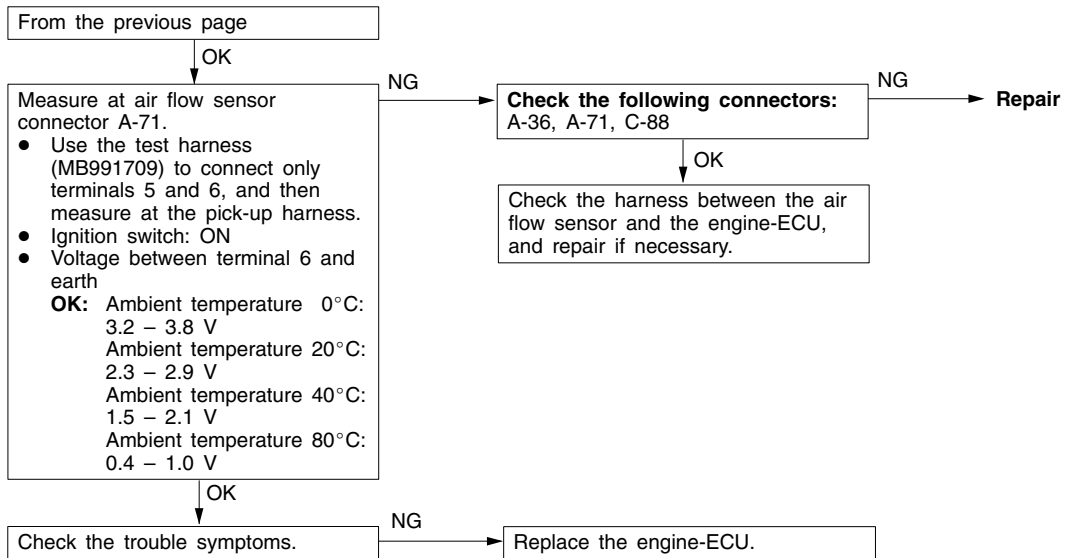 From the previous page
OK
Measure at air flow sensor
connector A-71.
● Use the test harness
(MB991709) to connect only
terminals 5 and 6, and then
measure at the pick-up harness.
● Ignition switch: ON
● Voltage between terminal 6 and
earth
OK: Ambient temperature 0°C:
3.2 – 3.8 V
Ambient temperature 20°C:
2.3 – 2.9 V
Ambient temperature 40°C:
1.5 – 2.1 V
Ambient temperature 80°C:
0.4 – 1.0 V
NG
Check the following connectors:
A-36, A-71, C-88
NG
Repair
OK
Check the harness between the air
flow sensor and the engine-ECU,
and repair if necessary.
OK
Check the trouble symptoms.
NG
Replace the engine-ECU.